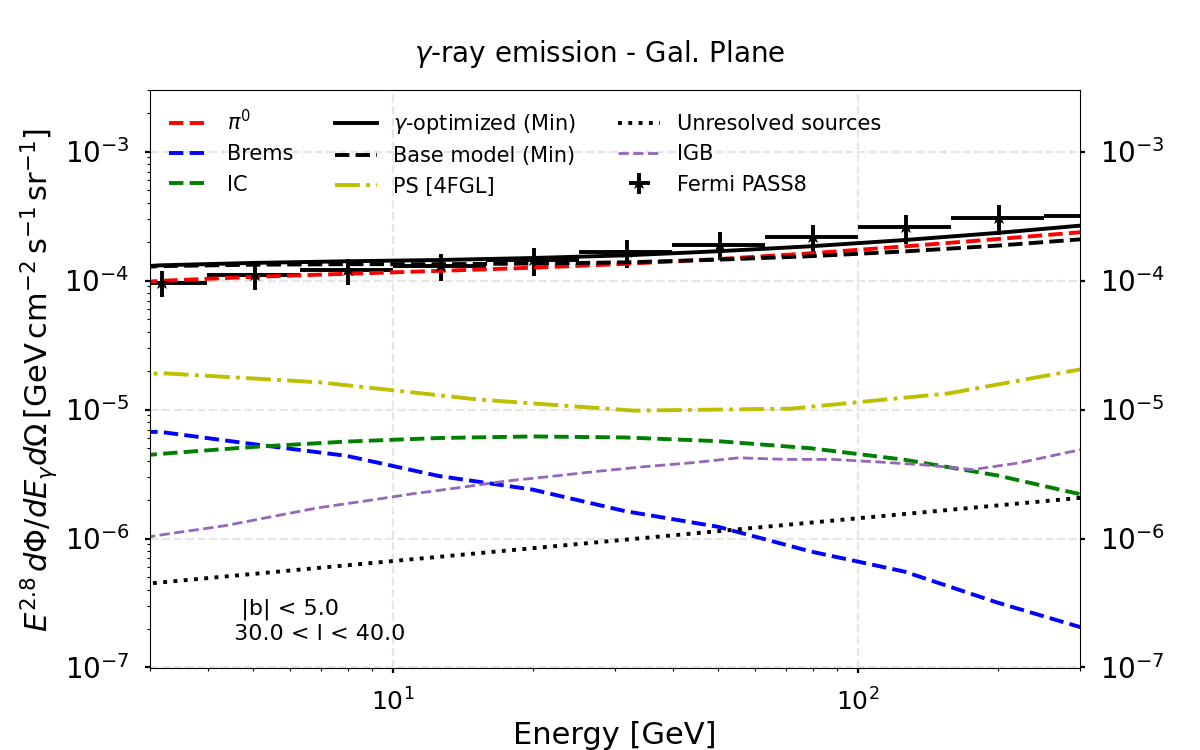 γ-ray emission - Gal. Plane
π⁰
Brems
IC
γ-optimized (Min)
Base model (Min)
PS [4FGL]
Unresolved sources
IGB
Fermi PASS8
10⁻³
10⁻⁴
10⁻⁵
10⁻⁶
10⁻⁷
10⁻³
10⁻⁴
10⁻⁵
10⁻⁶
10⁻⁷
E²·⁸ dΦ/dE_γ dΩ [GeV cm⁻² s⁻¹ sr⁻¹]
|b| < 5.0
30.0 < l < 40.0
10¹
10²
Energy [GeV]